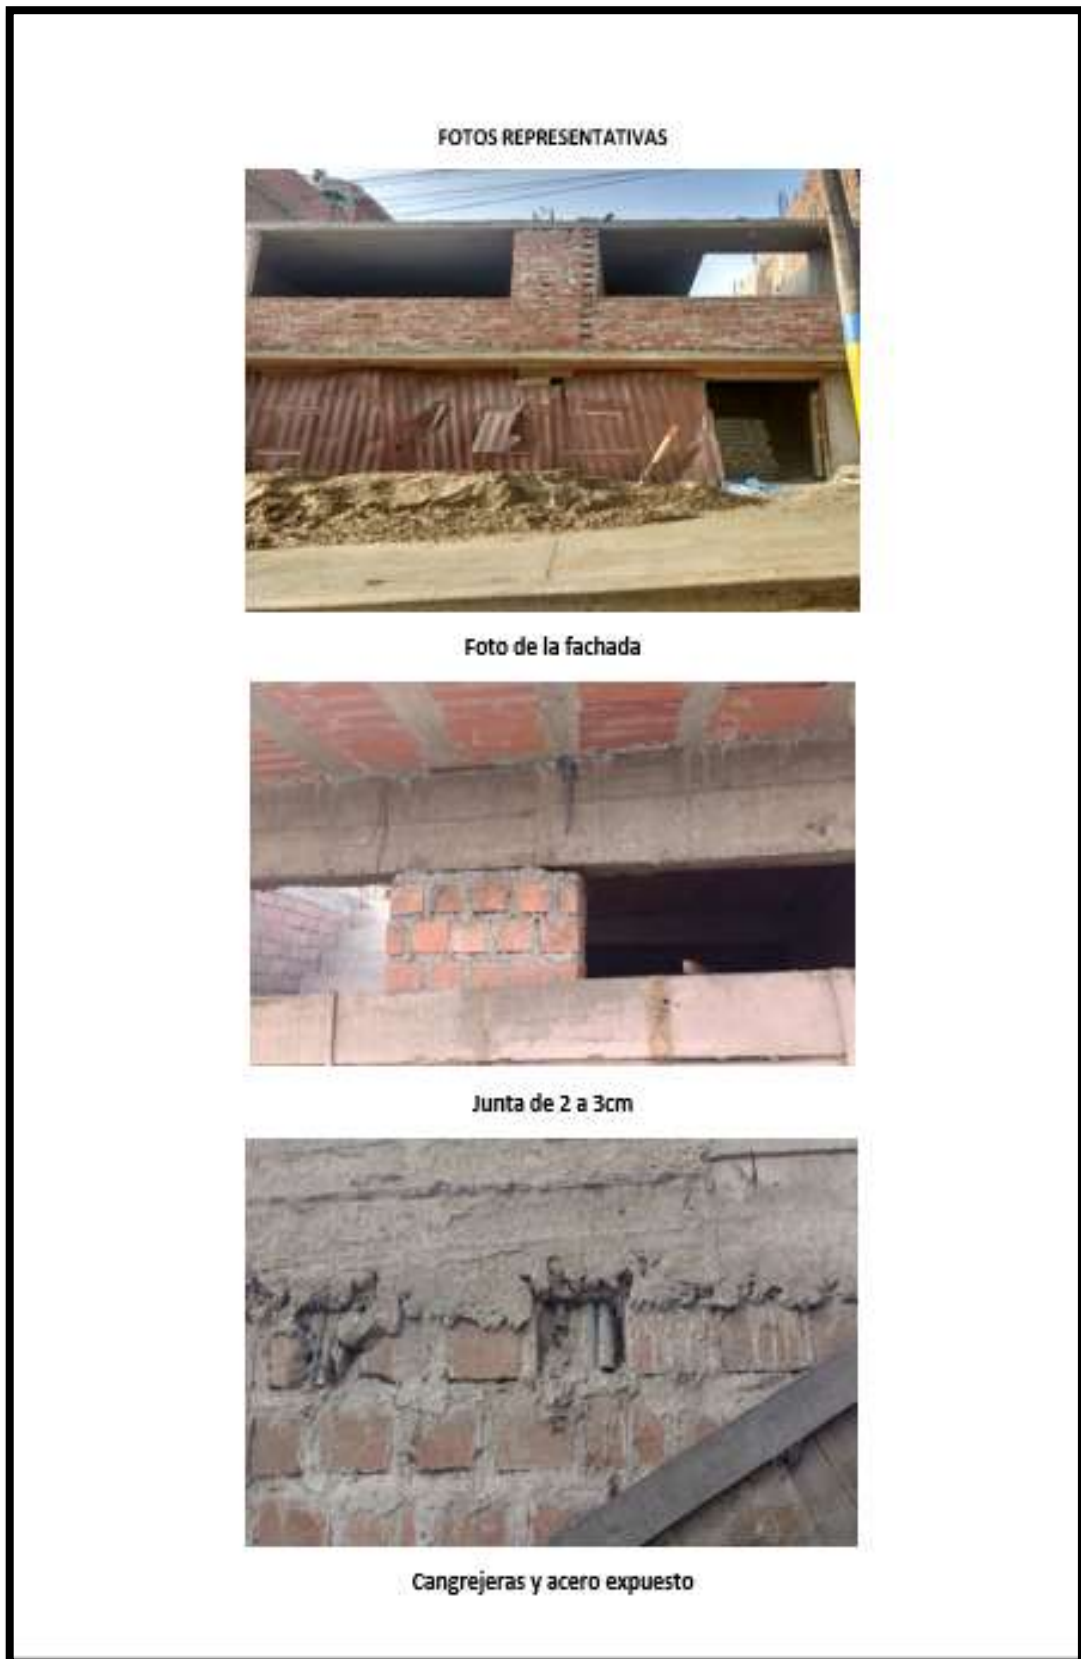 FOTOS REPRESENTATIVAS
Foto de la fachada
Junta de 2 a 3cm
Cangrejeras y acero expuesto